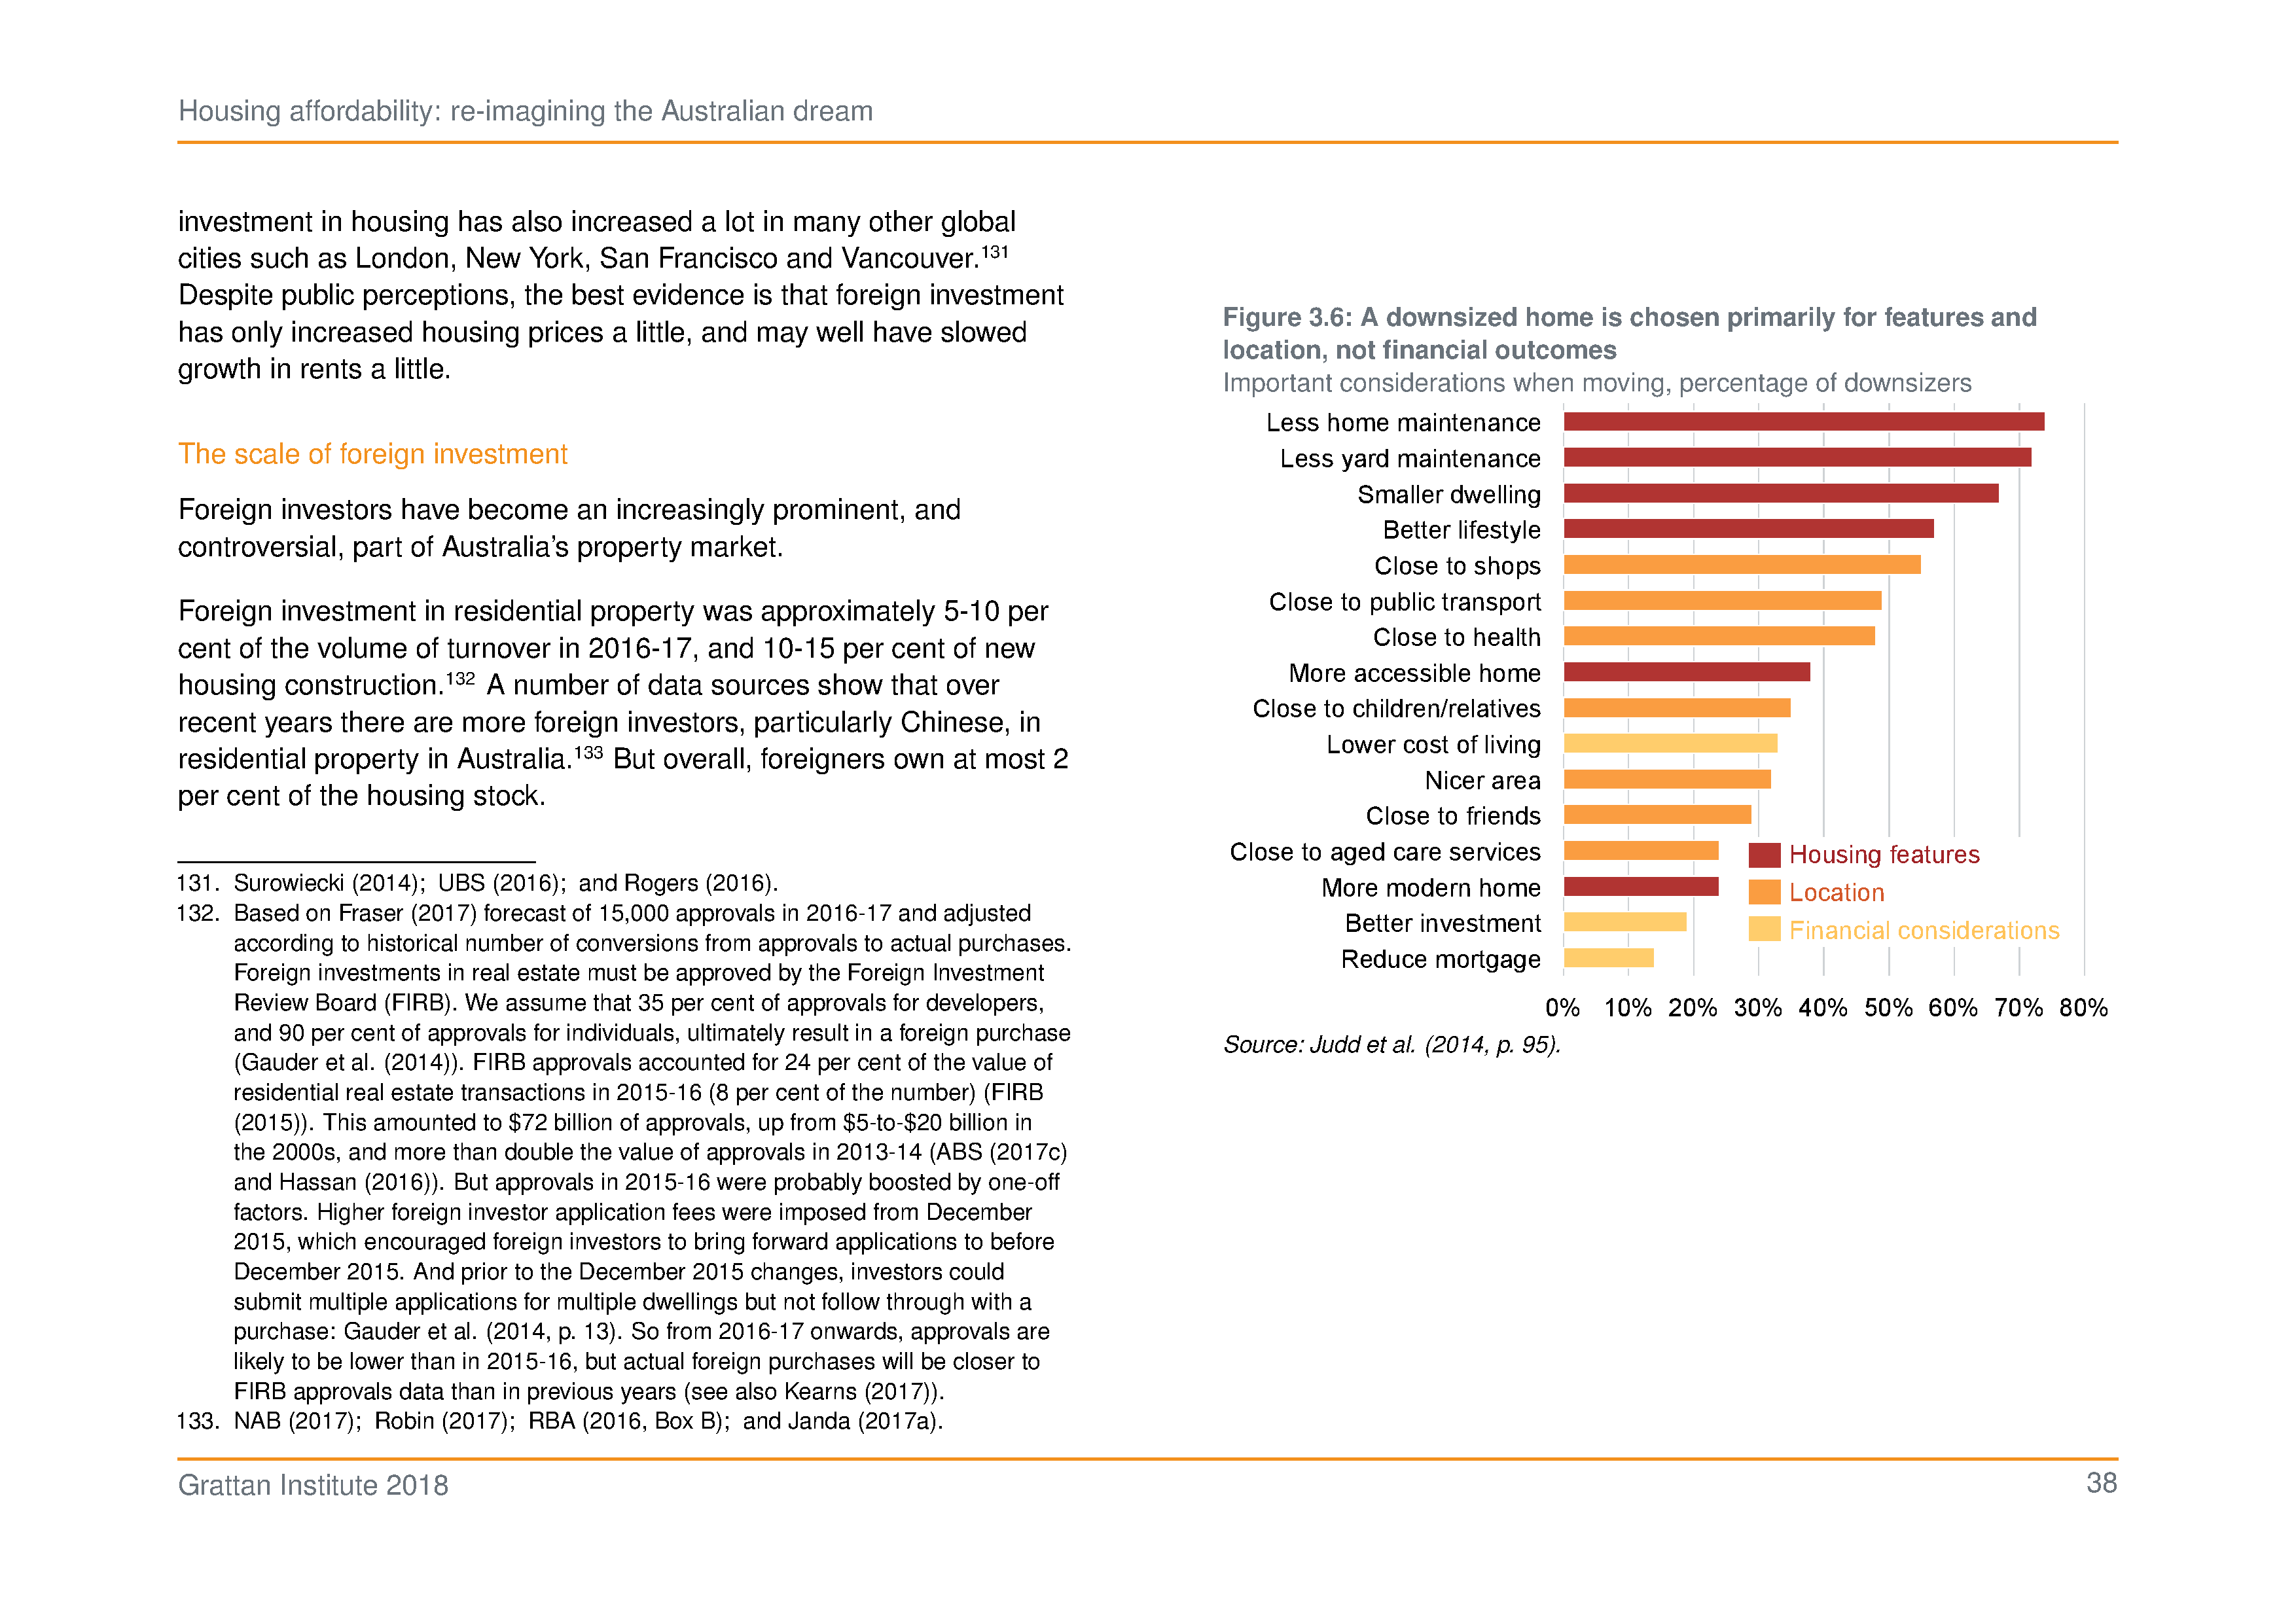 Housing affordability: re-imagining the Australian dream
investment in housing has also increased a lot in many other global
cities such as London, New York, San Francisco and Vancouver.131
Despite public perceptions, the best evidence is that foreign investment
has only increased housing prices a little, and may well have slowed
growth in rents a little.
The scale of foreign investment
Foreign investors have become an increasingly prominent, and
controversial, part of Australia's property market.
Foreign investment in residential property was approximately 5-10 per
cent of the volume of turnover in 2016-17, and 10-15 per cent of new
housing construction.132 A number of data sources show that over
recent years there are more foreign investors, particularly Chinese, in
residential property in Australia.133 But overall, foreigners own at most 2
per cent of the housing stock.
131. Surowiecki (2014); UBS (2016); and Rogers (2016).
132. Based on Fraser (2017) forecast of 15,000 approvals in 2016-17 and adjusted
according to historical number of conversions from approvals to actual purchases.
Foreign investments in real estate must be approved by the Foreign Investment
Review Board (FIRB). We assume that 35 per cent of approvals for developers,
and 90 per cent of approvals for individuals, ultimately result in a foreign purchase
(Gauder et al. (2014)). FIRB approvals accounted for 24 per cent of the value of
residential real estate transactions in 2015-16 (8 per cent of the number) (FIRB
(2015)). This amounted to $72 billion of approvals, up from $5-to-$20 billion in
the 2000s, and more than double the value of approvals in 2013-14 (ABS (2017c)
and Hassan (2016)). But approvals in 2015-16 were probably boosted by one-off
factors. Higher foreign investor application fees were imposed from December
2015, which encouraged foreign investors to bring forward applications to before
December 2015. And prior to the December 2015 changes, investors could
submit multiple applications for multiple dwellings but not follow through with a
purchase: Gauder et al. (2014, p. 13). So from 2016-17 onwards, approvals are
likely to be lower than in 2015-16, but actual foreign purchases will be closer to
FIRB approvals data than in previous years (see also Kearns (2017)).
133. NAB (2017); Robin (2017); RBA (2016, Box B); and Janda (2017a).
Figure 3.6: A downsized home is chosen primarily for features and
location, not financial outcomes
Important considerations when moving, percentage of downsizers
Less home maintenance
Less yard maintenance
Smaller dwelling
Better lifestyle
Close to shops
Close to public transport
Close to health
More accessible home
Close to children/relatives
Lower cost of living
Nicer area
Close to friends
Close to aged care services
More modern home
Better investment
Reduce mortgage
Housing features
Location
Financial considerations
0% 10% 20% 30% 40% 50% 60% 70% 80%
Source: Judd et al. (2014, p. 95).
Grattan Institute 2018
38